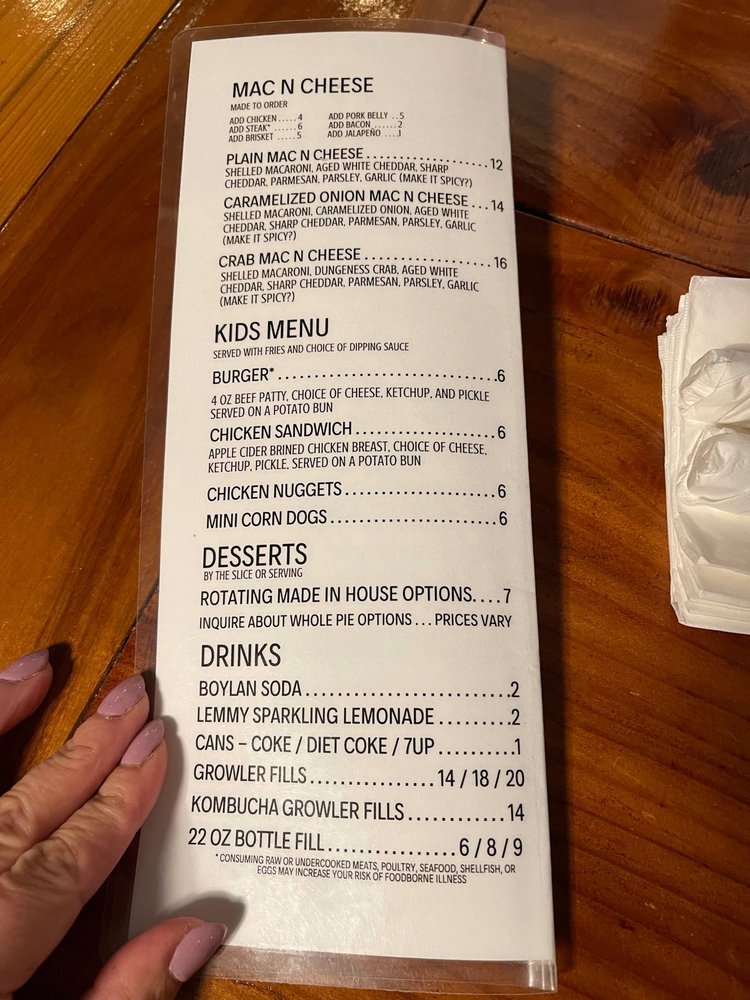 MAC N CHEESE
MADE TO ORDER
ADD CHICKEN.....4 ADD PORK BELLY..5
ADD STEAK* ......6 ADD BACON ......2
ADD BRISKET .....5 ADD JALAPEÑO ....1
PLAIN MAC N CHEESE....................12
SHELLED MACARONI, AGED WHITE CHEDDAR, SHARP
CHEDDAR, PARMESAN, PARSLEY, GARLIC (MAKE IT SPICY?)
CARAMELIZED ONION MAC N CHEESE...14
SHELLED MACARONI, CARAMELIZED ONION, AGED WHITE
CHEDDAR, SHARP CHEDDAR, PARMESAN, PARSLEY, GARLIC
(MAKE IT SPICY?)
CRAB MAC N CHEESE....................16
SHELLED MACARONI, DUNGENESS CRAB, AGED WHITE
CHEDDAR, SHARP CHEDDAR, PARMESAN, PARSLEY, GARLIC
(MAKE IT SPICY?)
KIDS MENU
SERVED WITH FRIES AND CHOICE OF DIPPING SAUCE
BURGER*................................6
4 OZ BEEF PATTY, CHOICE OF CHEESE, KETCHUP, AND PICKLE
SERVED ON A POTATO BUN
CHICKEN SANDWICH.....................6
APPLE CIDER BRINED CHICKEN BREAST, CHOICE OF CHEESE,
KETCHUP, PICKLE, SERVED ON A POTATO BUN
CHICKEN NUGGETS......................6
MINI CORN DOGS........................6
DESSERTS
BY THE SLICE OR SERVING
ROTATING MADE IN HOUSE OPTIONS....7
INQUIRE ABOUT WHOLE PIE OPTIONS...PRICES VARY
DRINKS
BOYLAN SODA.............................2
LEMMY SPARKLING LEMONADE.........2
CANS – COKE / DIET COKE / 7UP..........1
GROWLER FILLS................14 / 18 / 20
KOMBUCHA GROWLER FILLS............14
22 OZ BOTTLE FILL.................6 / 8 / 9
* CONSUMING RAW OR UNDERCOOKED MEATS, POULTRY, SEAFOOD, SHELLFISH, OR
EGGS MAY INCREASE YOUR RISK OF FOODBORNE ILLNESS